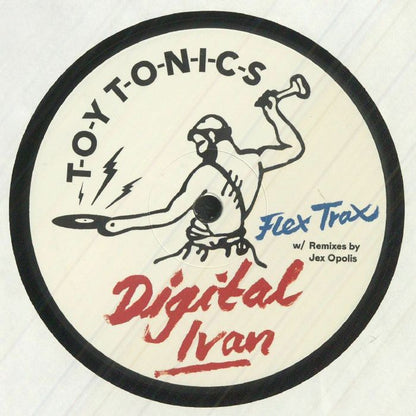 T-O-Y T-O-N-I-C-S
Flex Trax
w/ Remixes by
Jex Opolis
Digital
Ivan